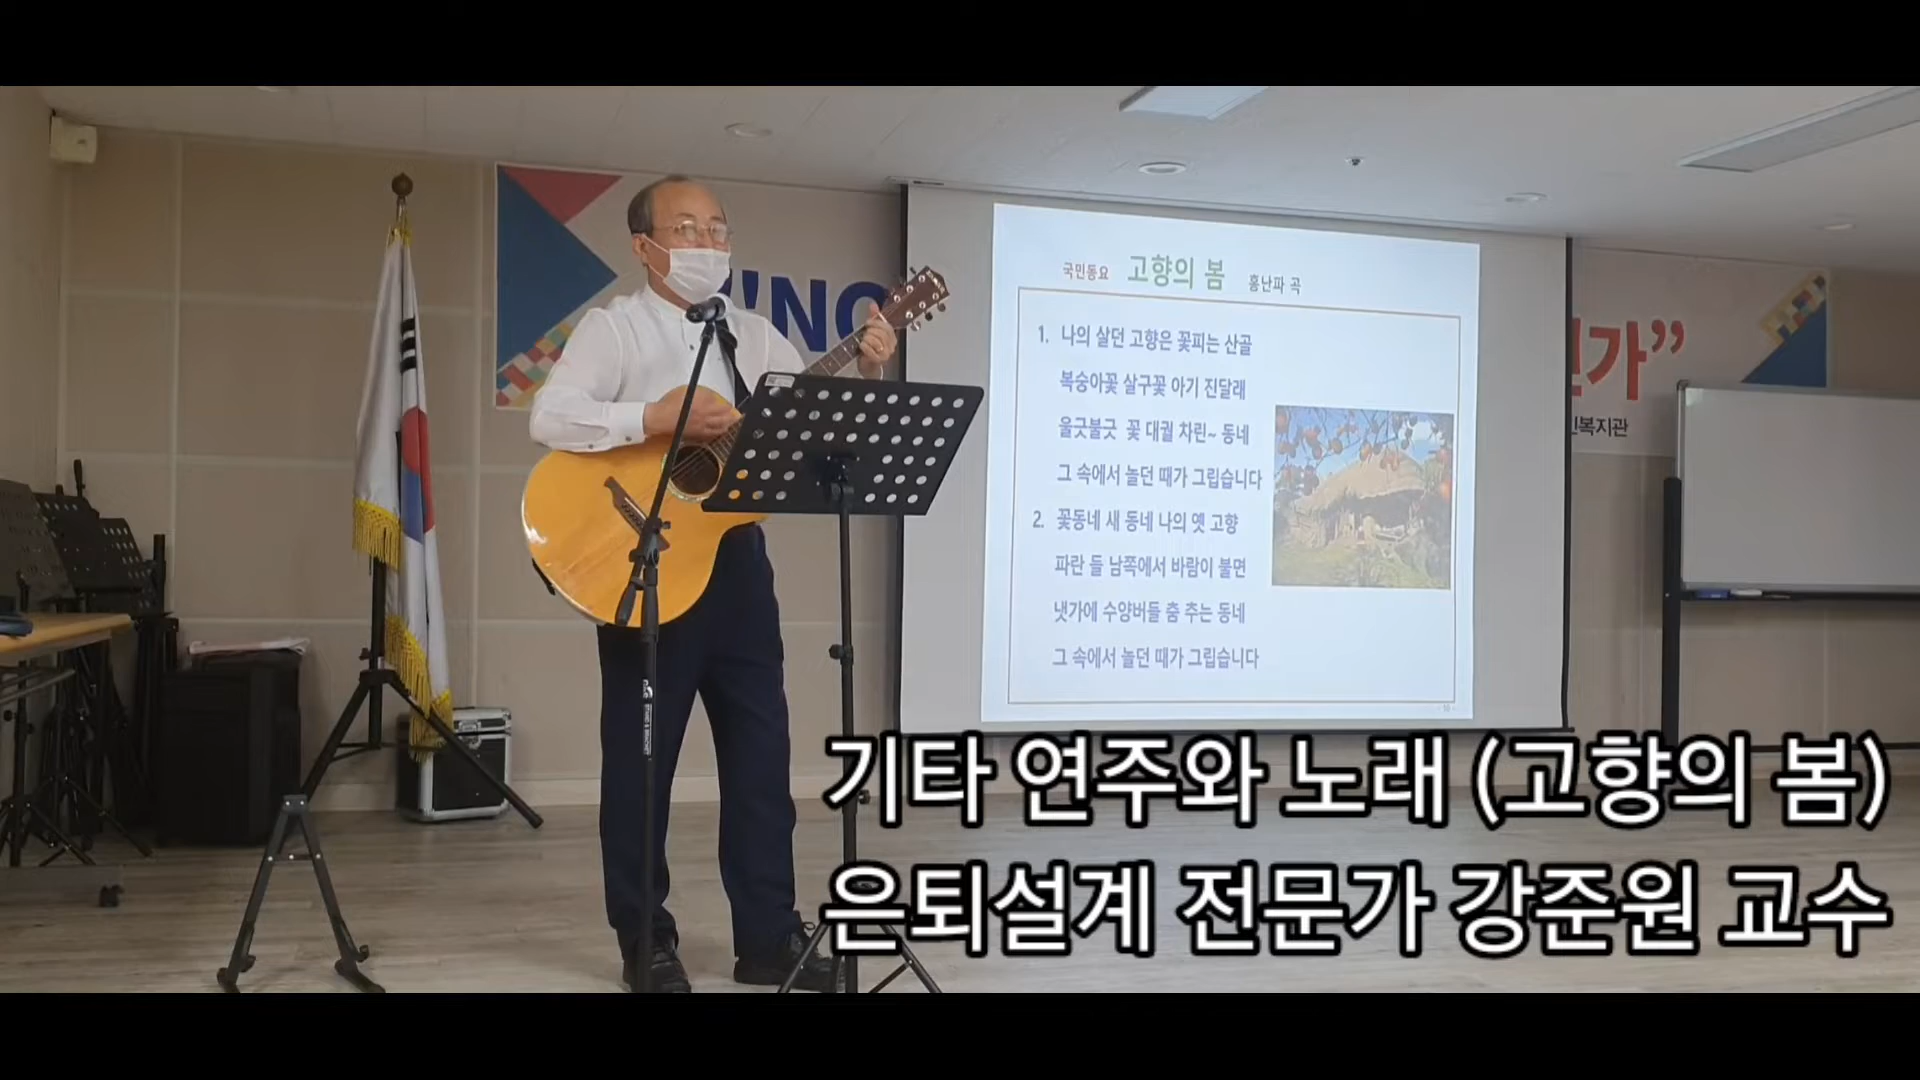 "NO
인가”
인복지관
국민동요 고향의 봄 홍난파 곡
1. 나의 살던 고향은 꽃피는 산골
복숭아꽃 살구꽃 아기 진달래
울긋불긋 꽃 대궐 차린~ 동네
그 속에서 놀던 때가 그립습니다
2. 꽃동네 새 동네 나의 옛 고향
파란 들 남쪽에서 바람이 불면
냇가에 수양버들 춤 추는 동네
그 속에서 놀던 때가 그립습니다
기타 연주와 노래 (고향의 봄)
은퇴설계 전문가 강준원 교수